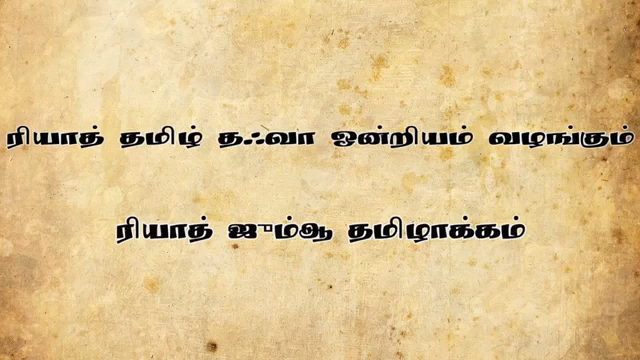 ரியாத் தமிழ் தஃவா ஒன்றியம் வழங்கும்
ரியாத் ஜும்ஆ தமிழாக்கம்